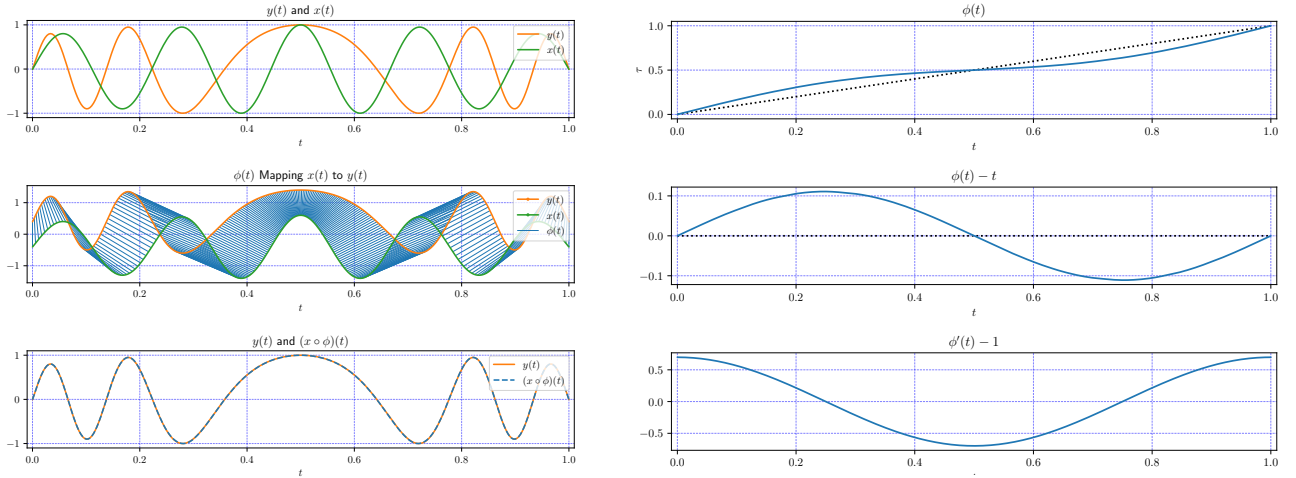 y(t) and x(t)
1
0
−1
y(t)
x(t)
0.0 0.2 0.4 0.6 0.8 1.0
t
ϕ(t) Mapping x(t) to y(t)
1
0
−1
y(t)
x(t)
ϕ(t)
0.0 0.2 0.4 0.6 0.8 1.0
t
y(t) and (x ∘ ϕ)(t)
1
0
−1
y(t)
(x ∘ ϕ)(t)
0.0 0.2 0.4 0.6 0.8 1.0
t
ϕ(t)
1.0
0.5
0.0
τ
0.0 0.2 0.4 0.6 0.8 1.0
t
ϕ(t) − t
0.1
0.0
−0.1
0.0 0.2 0.4 0.6 0.8 1.0
t
ϕ′(t) − 1
0.5
0.0
−0.5
0.0 0.2 0.4 0.6 0.8 1.0